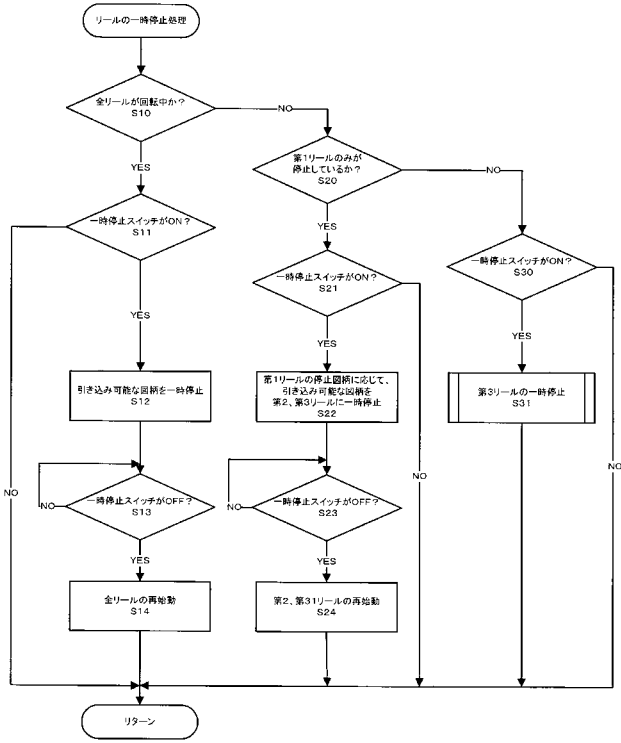 リールの一時停止処理
全リールが回転中か?
S10
NO
YES
第1リールのみが
停止しているか?
S20
NO
YES
一時停止スイッチがON?
S11
一時停止スイッチがON?
S21
一時停止スイッチがON?
S30
YES
YES
YES
引き込み可能な図柄を一時停止
S12
第1リールの停止図柄に応じて、
引き込み可能な図柄を
第2、第3リールに一時停止
S22
第3リールの一時停止
S31
NO
NO
NO
一時停止スイッチがOFF?
S13
NO
一時停止スイッチがOFF?
S23
NO
YES
YES
全リールの再始動
S14
第2、第31リールの再始動
S24
リターン